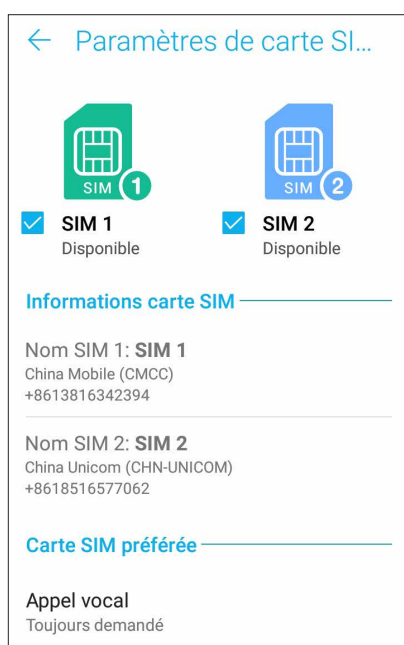 Paramètres de carte SI...
SIM 1
SIM 2
SIM 1
SIM 2
Disponible
Disponible
Informations carte SIM
Nom SIM 1: SIM 1
China Mobile (CMCC)
+8613816342394
Nom SIM 2: SIM 2
China Unicom (CHN-UNICOM)
+8618516577062
Carte SIM préférée
Appel vocal
Toujours demandé